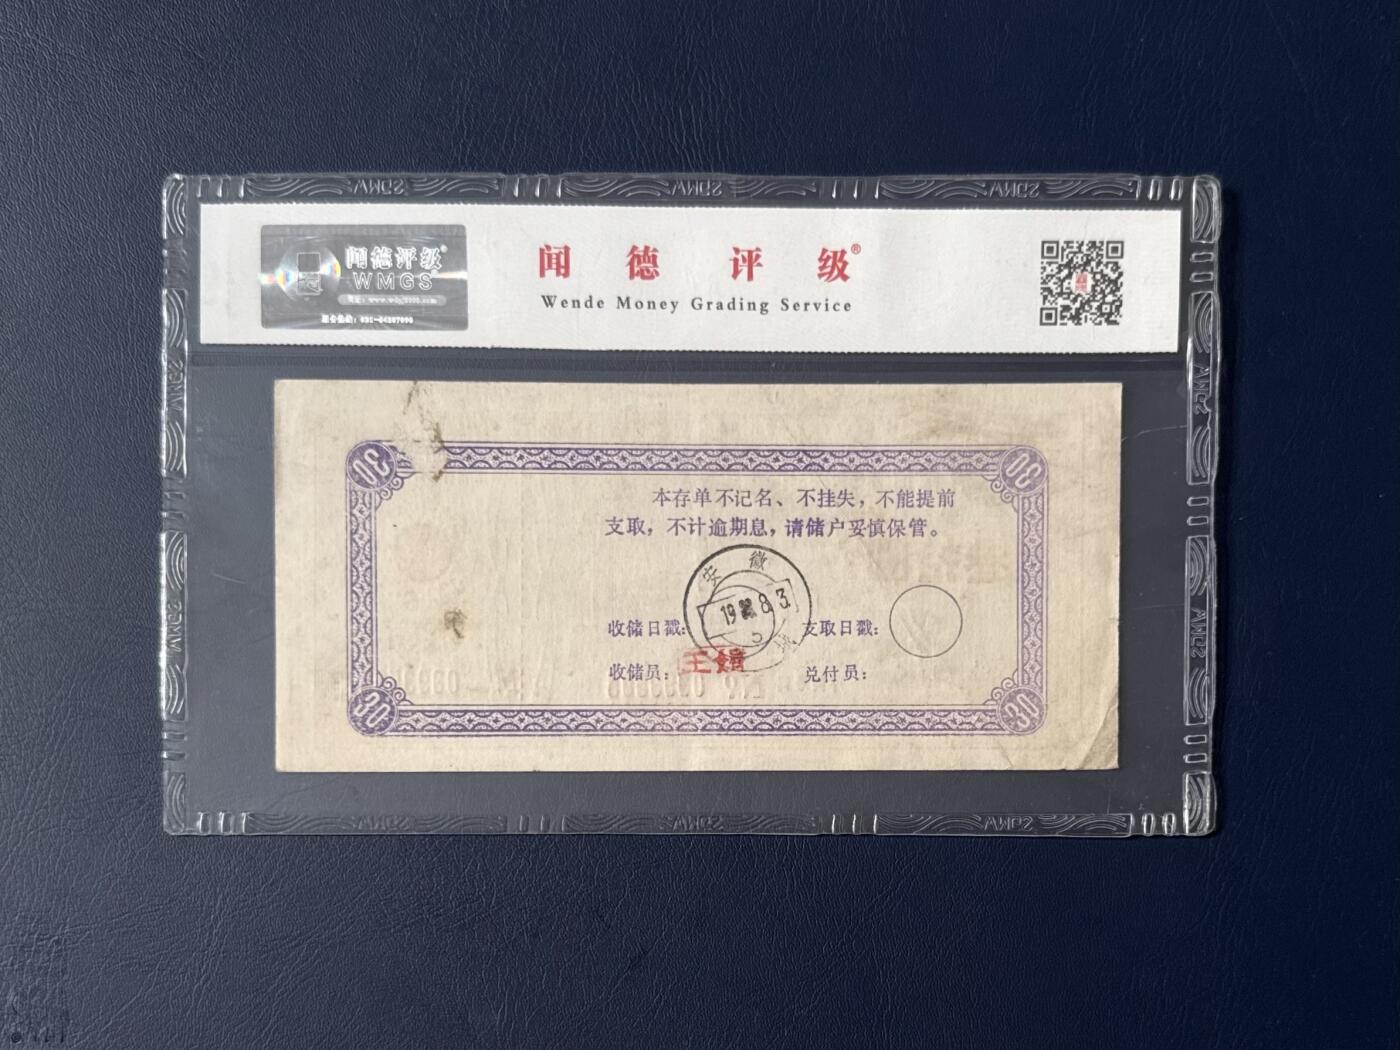 闻德评级®
WMGS
闻德评级®
Wende Money Grading Service
30
30
本存单不记名、不挂失，不能提前
支取，不计逾期息，请储户妥慎保管。
安徽
8.3
收储日戳：
支取日戳：
收储员：
兑付员：
30
30